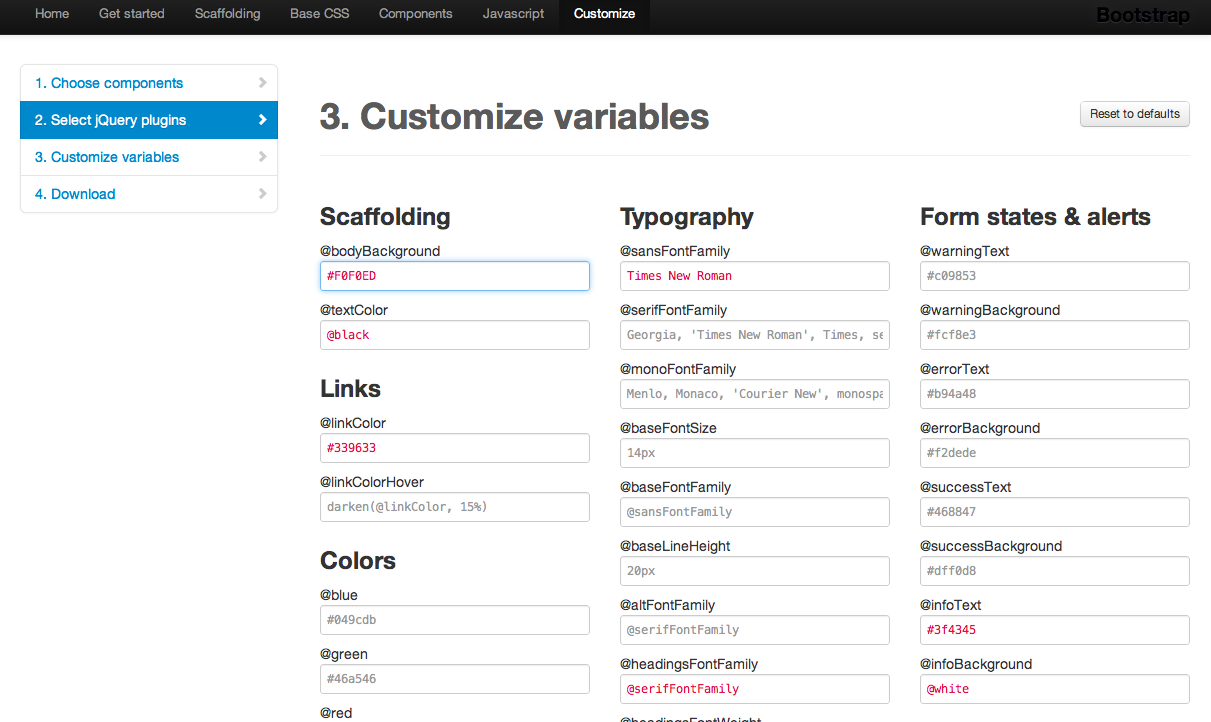 Home Get started Scaffolding Base CSS Components Javascript Customize Bootstrap
1. Choose components
2. Select jQuery plugins
3. Customize variables
4. Download
3. Customize variables
Reset to defaults
Scaffolding
@bodyBackground
#F0F0ED
@textColor
@black
Links
@linkColor
#339633
@linkColorHover
darken(@linkColor, 15%)
Colors
@blue
#049cdb
@green
#46a546
@red
Typography
@sansFontFamily
Times New Roman
@serifFontFamily
Georgia, 'Times New Roman', Times, se
@monoFontFamily
Menlo, Monaco, 'Courier New', monospa
@baseFontSize
14px
@baseFontFamily
@sansFontFamily
@baseLineHeight
20px
@altFontFamily
@serifFontFamily
@headingsFontFamily
@serifFontFamily
@headingsFontWeight
Form states & alerts
@warningText
#c09853
@warningBackground
#fcf8e3
@errorText
#b94a48
@errorBackground
#f2dede
@successText
#468847
@successBackground
#dff0d8
@infoText
#3f4345
@infoBackground
@white